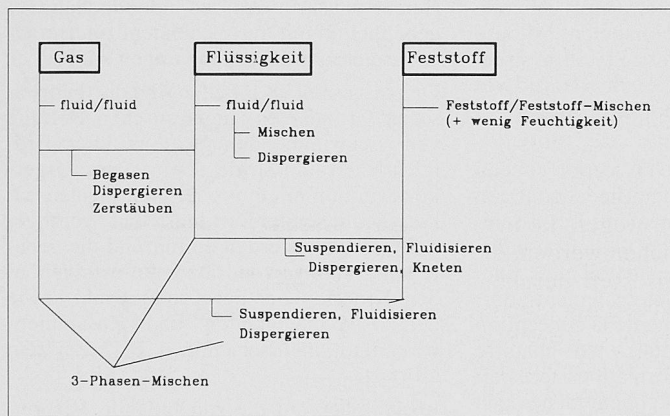 Gas
Flüssigkeit
Feststoff
fluid/fluid
fluid/fluid
Feststoff/Feststoff-Mischen
(+ wenig Feuchtigkeit)
Mischen
Dispergieren
Begasen
Dispergieren
Zerstäuben
Suspendieren, Fluidisieren
Dispergieren, Kneten
Suspendieren, Fluidisieren
Dispergieren
3-Phasen-Mischen